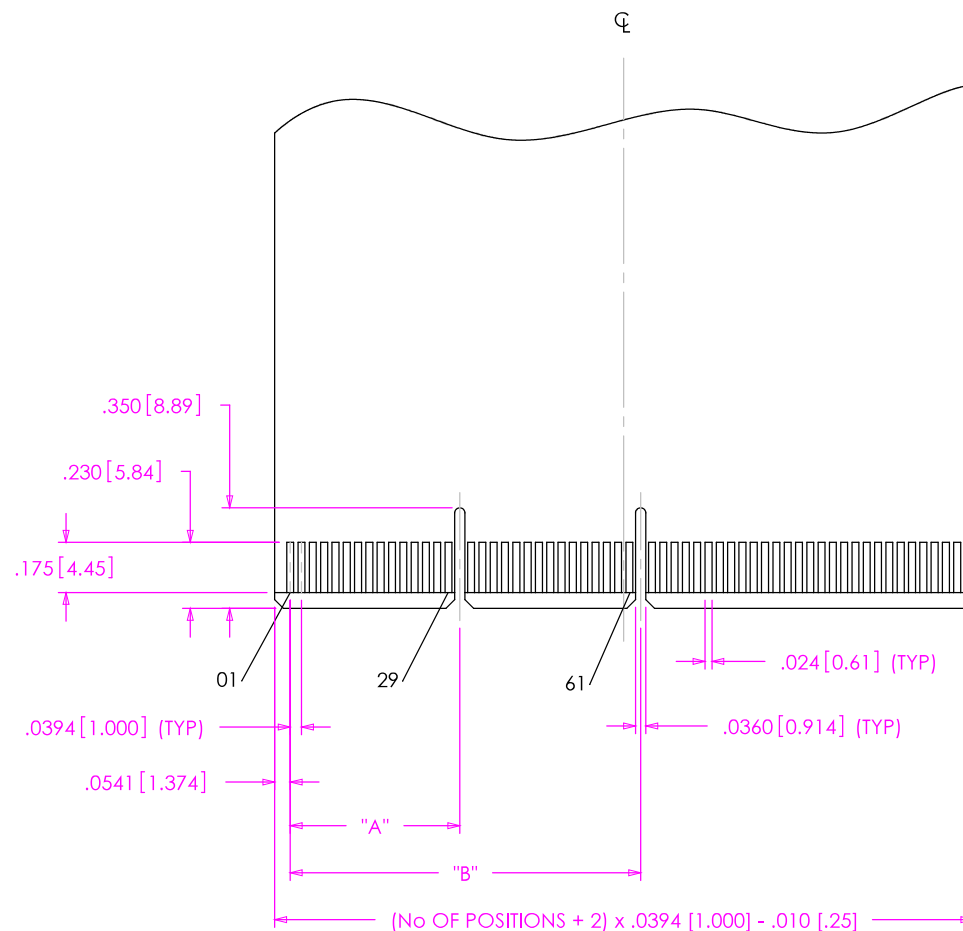 ℄
.350 [8.89]
.230 [5.84]
.175 [4.45]
01
29
61
.024 [0.61] (TYP)
.0394 [1.000] (TYP)
.0360 [0.914] (TYP)
.0541 [1.374]
"A"
"B"
(No OF POSITIONS + 2) x .0394 [1.000] - .010 [.25]